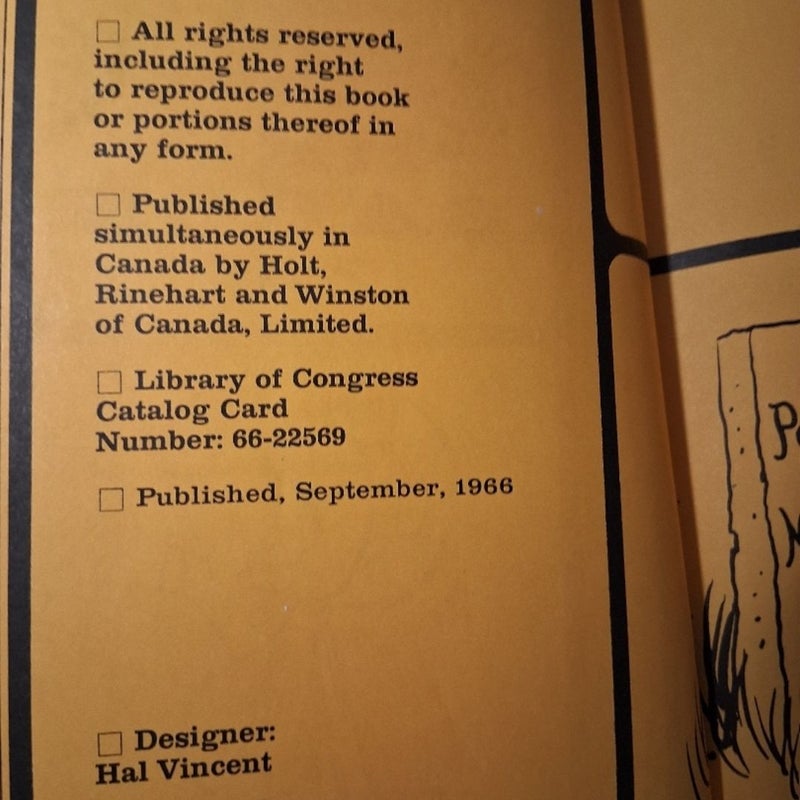 □ All rights reserved,
including the right
to reproduce this book
or portions thereof in
any form.
□ Published
simultaneously in
Canada by Holt,
Rinehart and Winston
of Canada, Limited.
□ Library of Congress
Catalog Card
Number: 66-22569
□ Published, September, 1966
□ Designer:
Hal Vincent